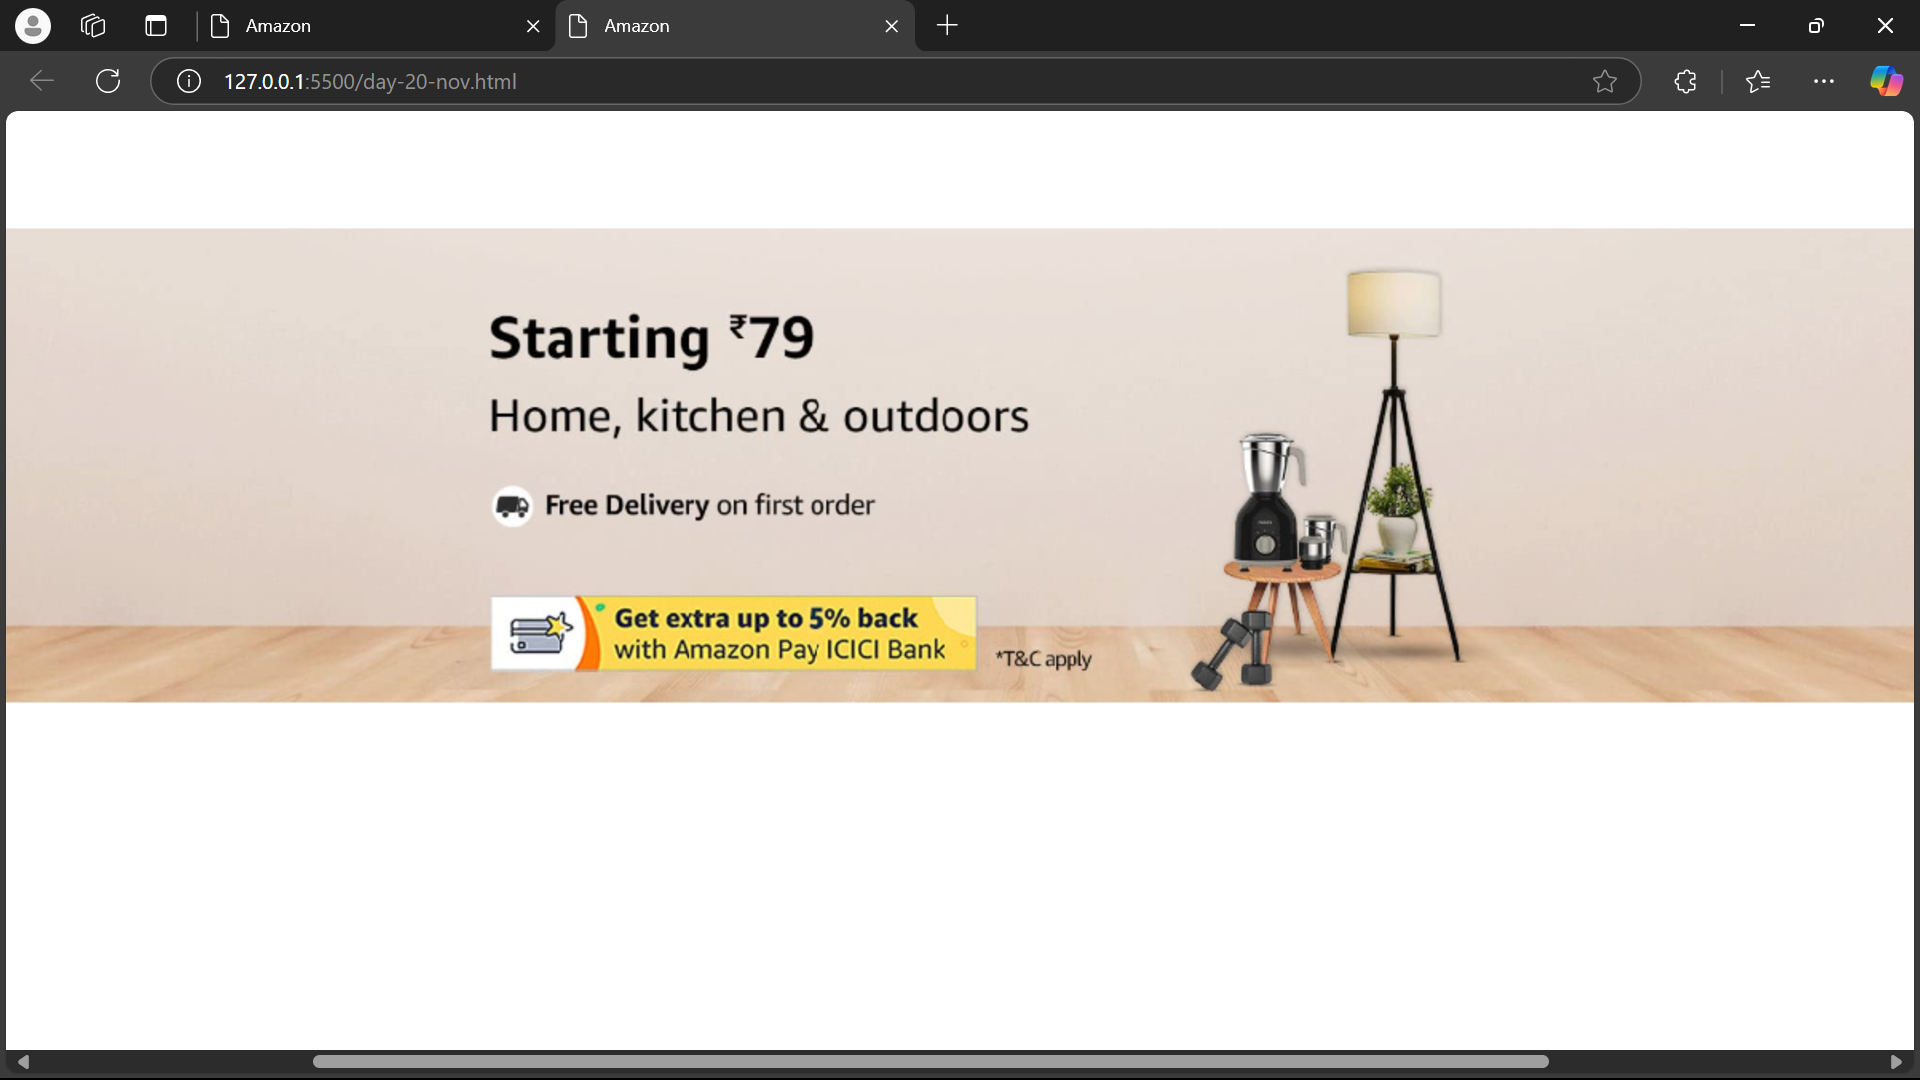 Amazon
Amazon
127.0.0.1:5500/day-20-nov.html
Starting ₹79
Home, kitchen & outdoors
Free Delivery on first order
Get extra up to 5% back
with Amazon Pay ICICI Bank
*T&C apply